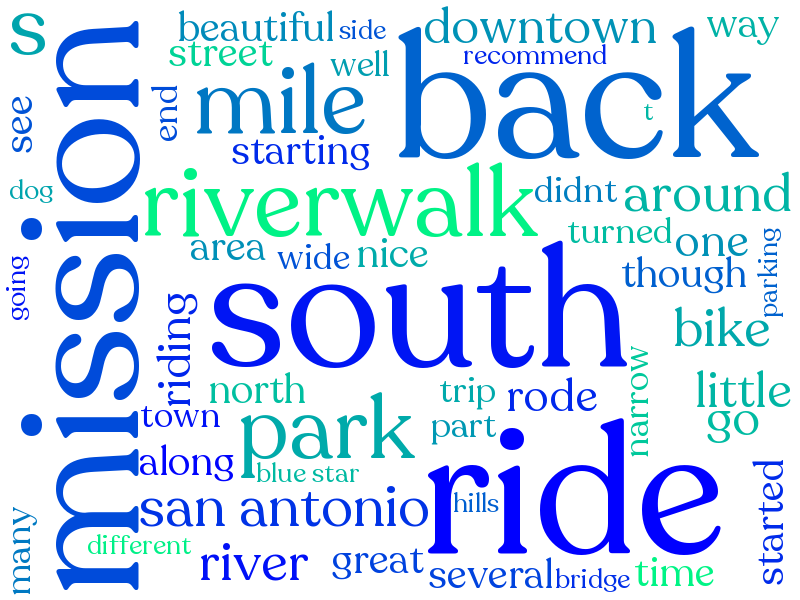 s
beautiful
side
downtown
way
street
well
recommend
back
see
mission
end
mile
t
starting
dog
riverwalk
didnt
around
turned
one
area
wide
nice
going
though
parking
south
riding
bike
north
trip
rode
narrow
little
town
park
part
go
along
blue star
ride
san antonio
hills
started
many
different
river
great
several
bridge
time